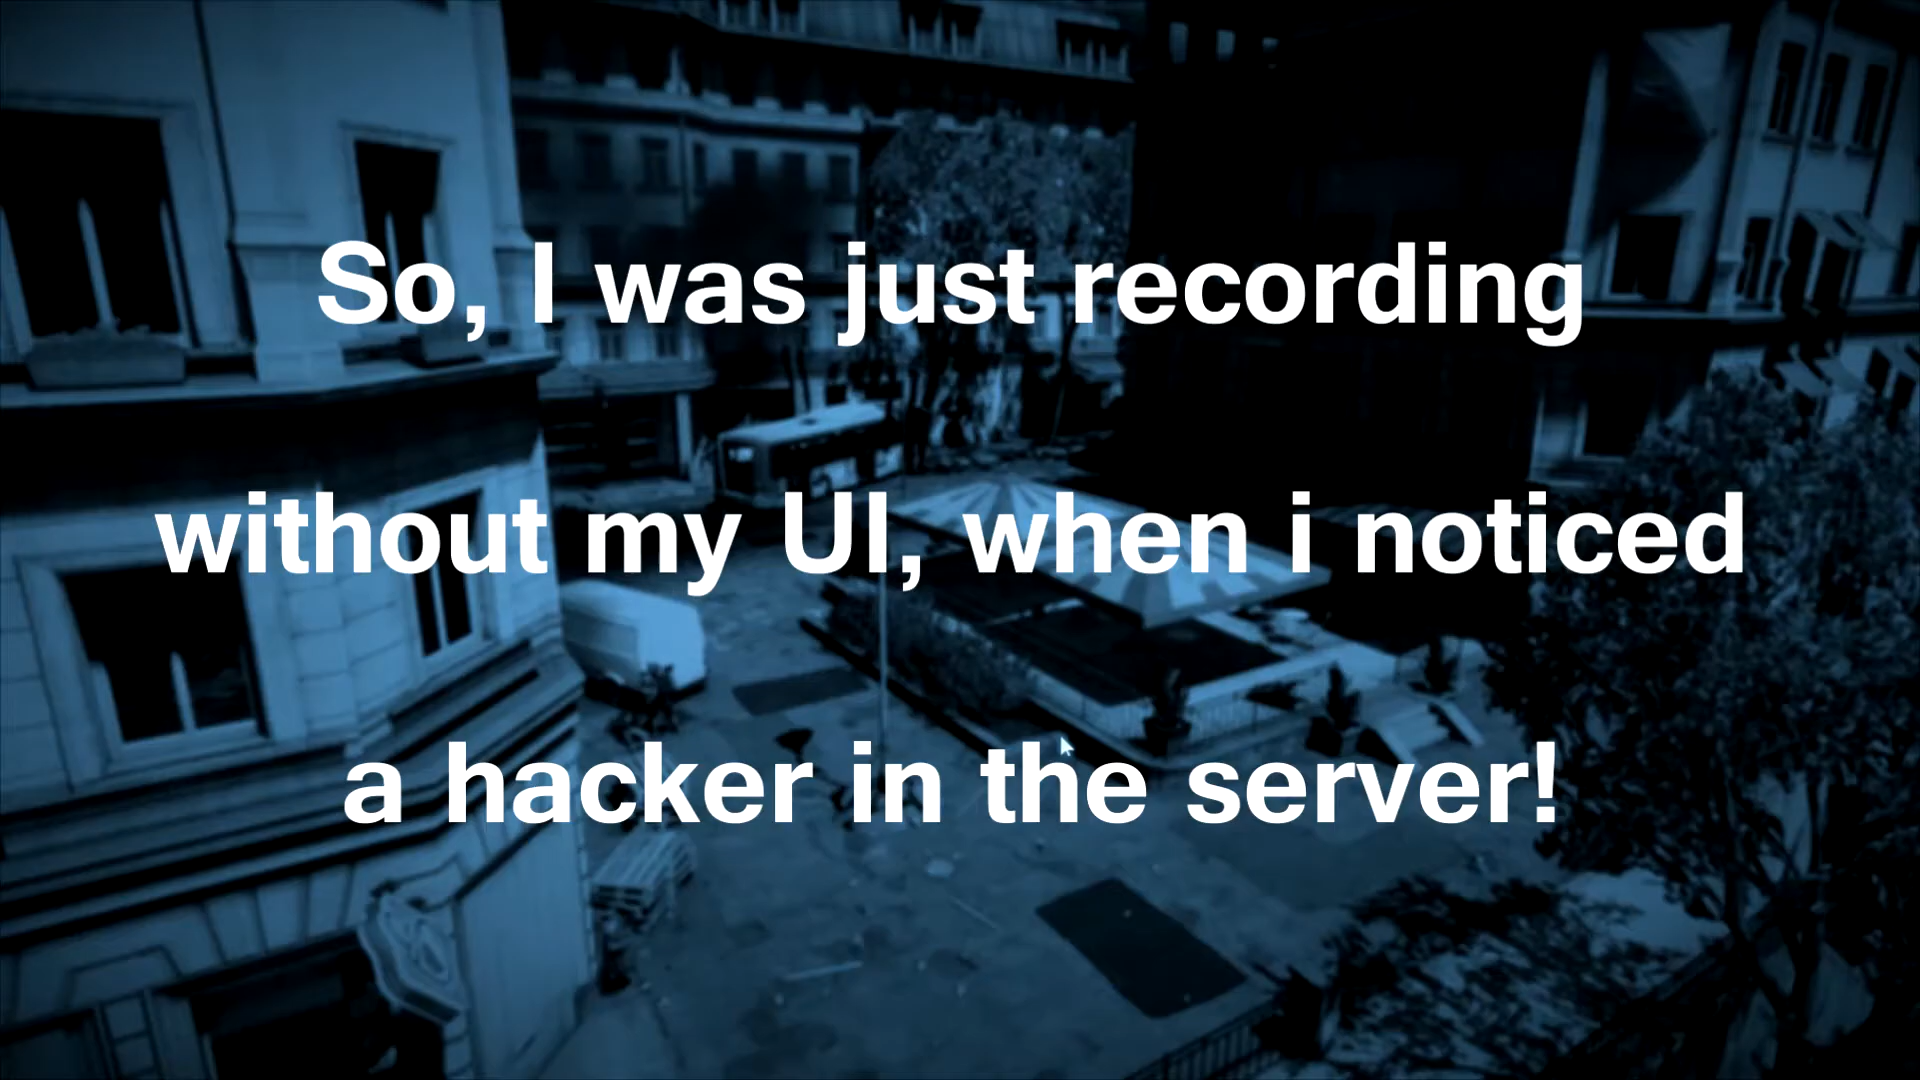 So, I was just recording
without my UI, when i noticed
a hacker in the server!